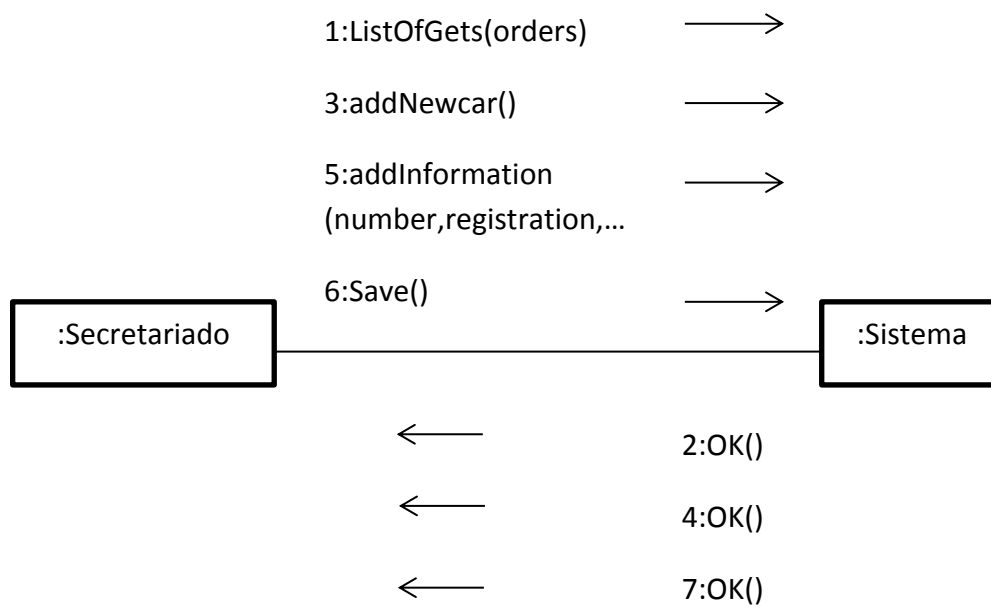 1:ListOfGets(orders)
3:addNewcar()
5:addInformation
(number,registration,…
6:Save()
:Secretariado
:Sistema
2:OK()
4:OK()
7:OK()